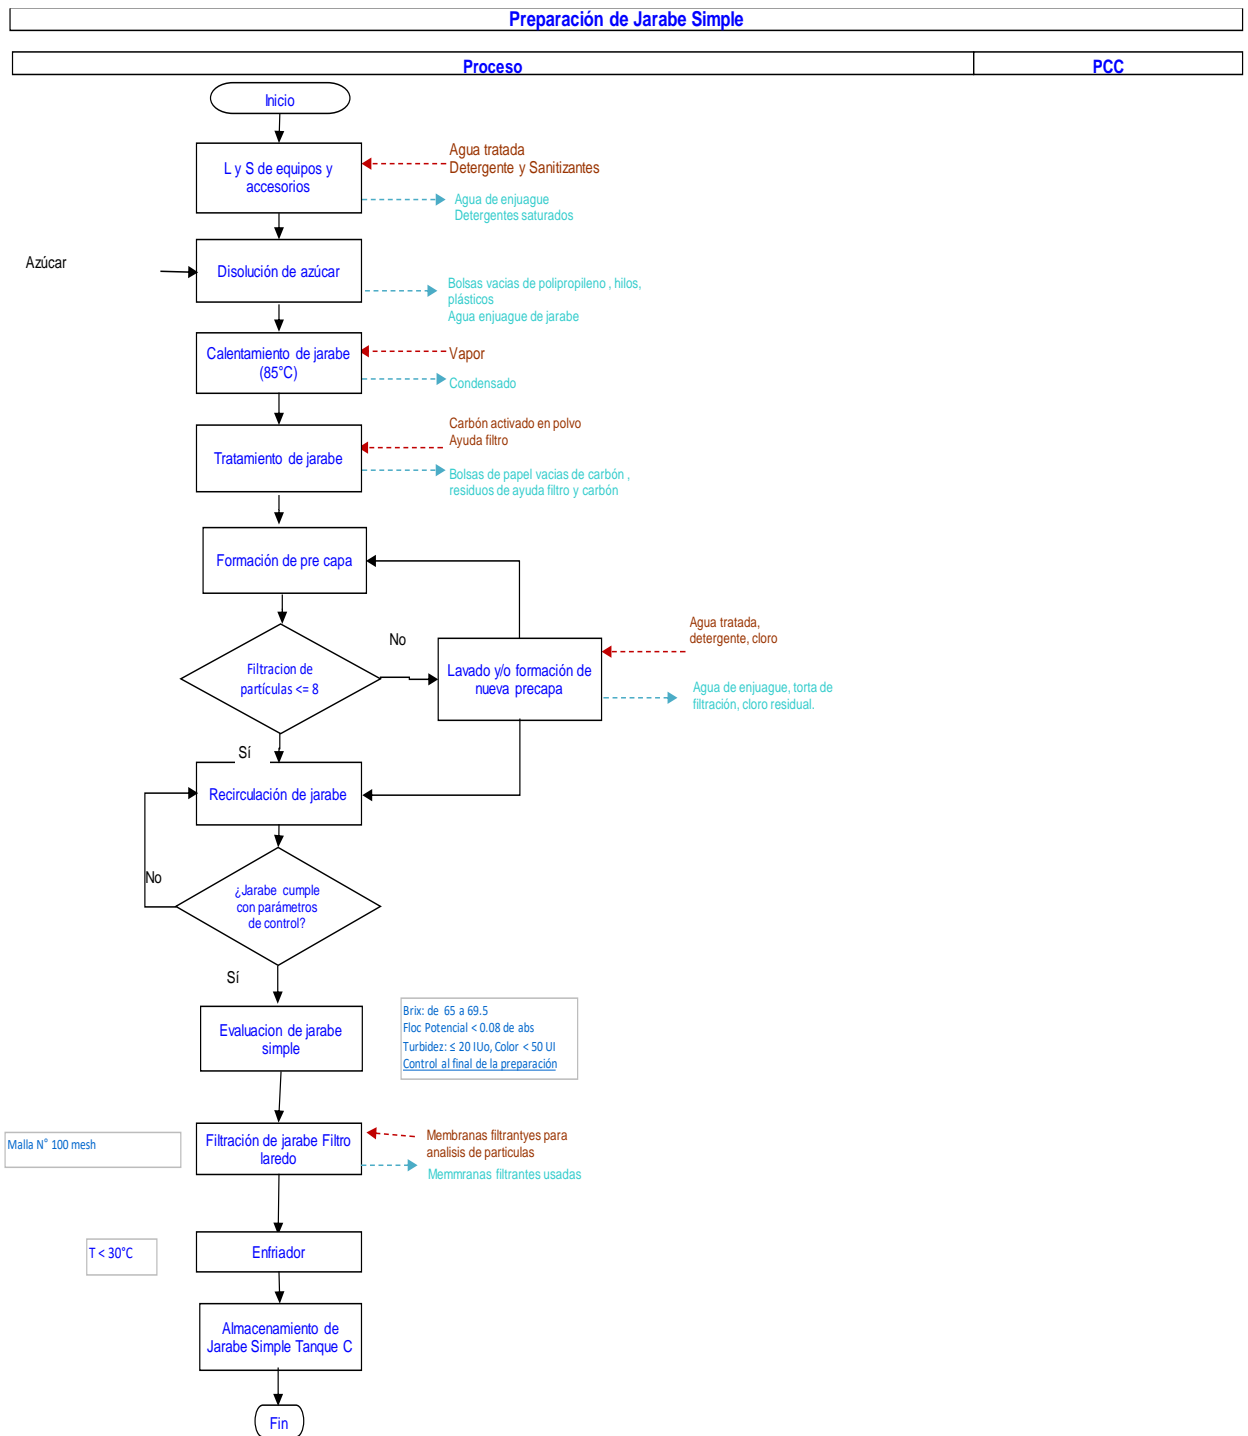 Preparación de Jarabe Simple
Proceso
PCC
Inicio
L y S de equipos y
accesorios
Agua tratada
Detergente y Sanitizantes
Agua de enjuague
Detergentes saturados
Azúcar
Disolución de azúcar
Bolsas vacias de polipropileno , hilos,
plásticos
Agua enjuague de jarabe
Calentamiento de jarabe
(85°C)
Vapor
Condensado
Tratamiento de jarabe
Carbón activado en polvo
Ayuda filtro
Bolsas de papel vacias de carbón ,
residuos de ayuda filtro y carbón
Formación de pre capa
Filtracion de
partículas <= 8
No
Lavado y/o formación de
nueva precapa
Agua tratada,
detergente, cloro
Agua de enjuague, torta de
filtración, cloro residual.
Sí
Recirculación de jarabe
No
¿Jarabe cumple
con parámetros
de control?
Sí
Evaluacion de jarabe
simple
Brix: de 65 a 69.5
Floc Potencial < 0.08 de abs
Turbidez: ≤ 20 IUo, Color < 50 UI
Control al final de la preparación
Malla N° 100 mesh
Filtración de jarabe Filtro
laredo
Membranas filtrantyes para
analisis de particulas
Memmranas filtrantes usadas
T < 30°C
Enfriador
Almacenamiento de
Jarabe Simple Tanque C
Fin